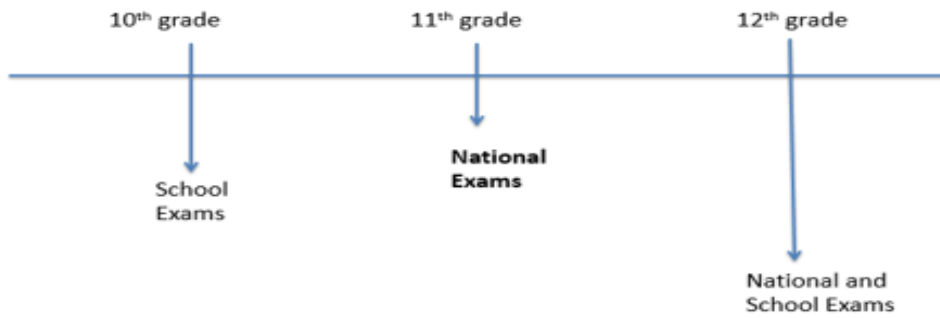 10th grade
11th grade
12th grade
School
Exams
National
Exams
National and
School Exams